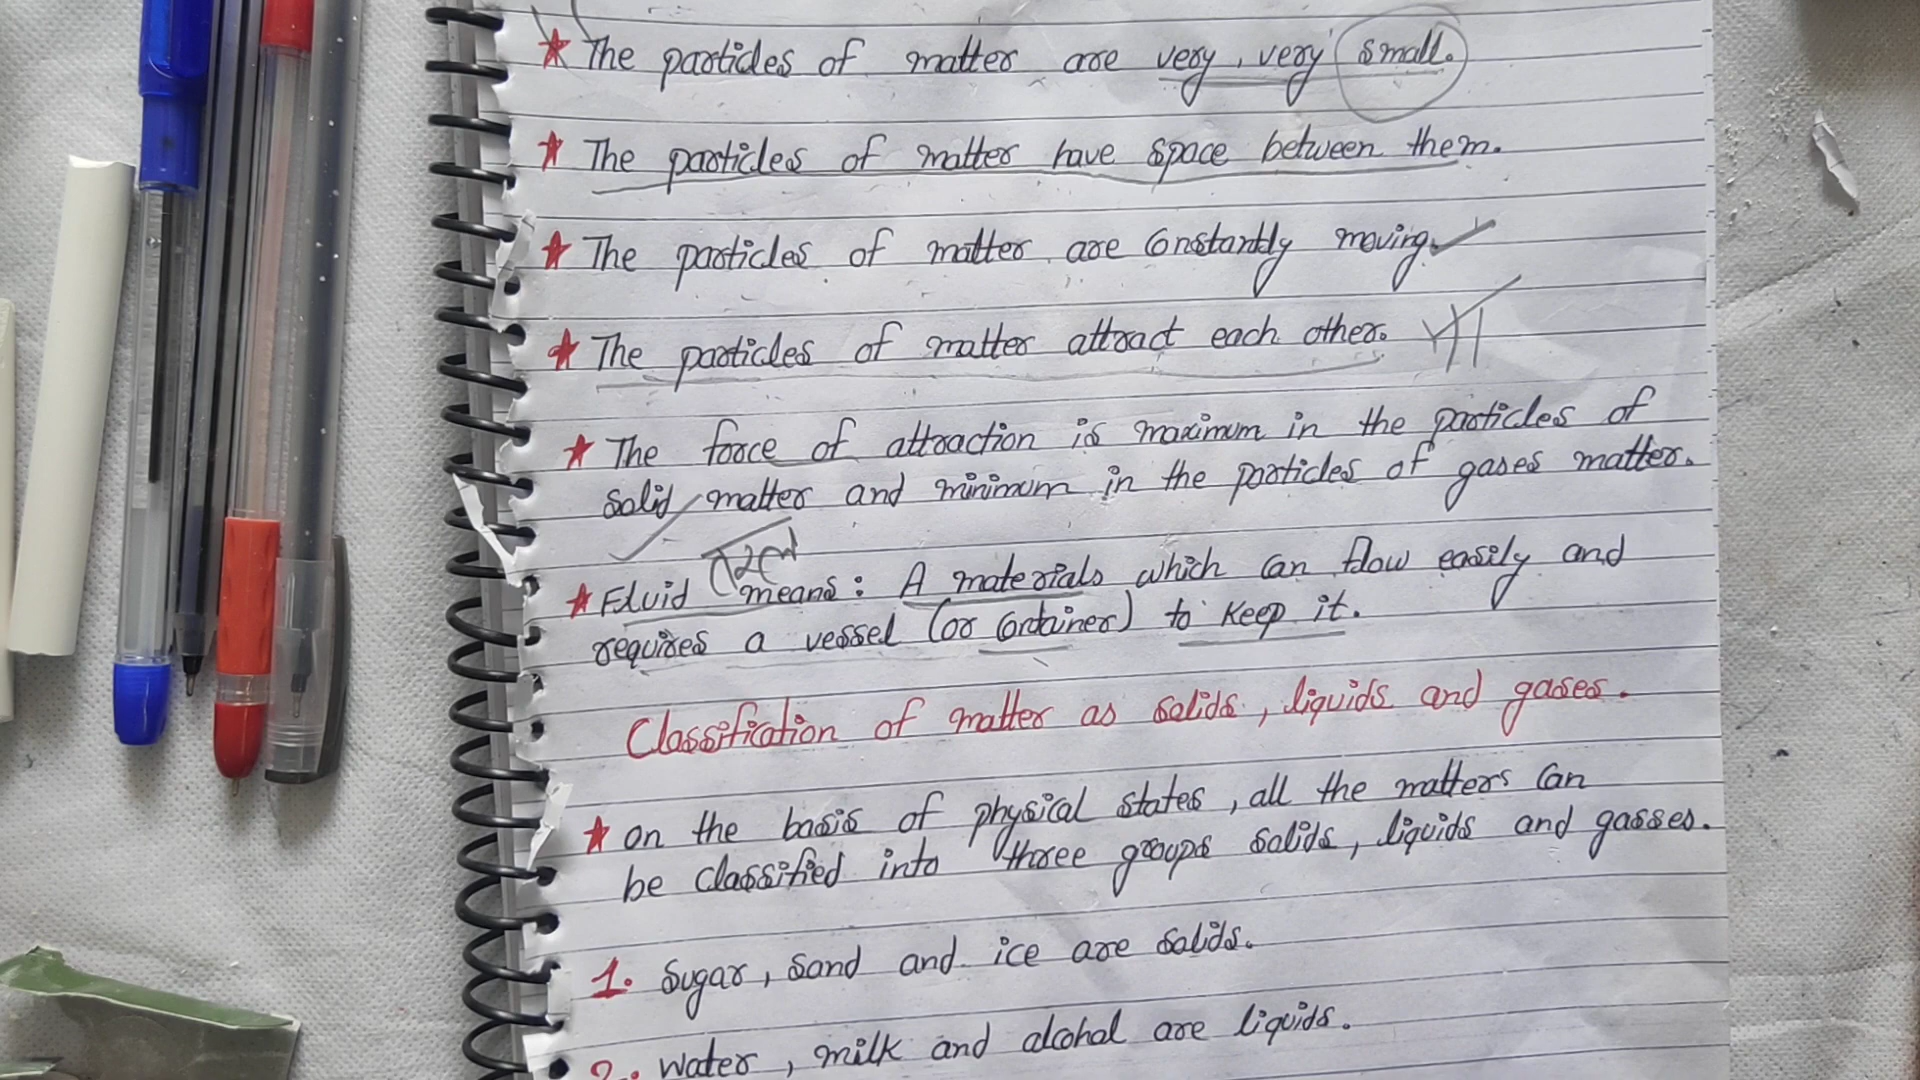 The particles of matter are very, very small.
The particles of matter have space between them.
The particles of matter are Constantly moving.
The particles of matter attract each other.
The force of attraction is maximum in the particles of
solid matter and minimum in the particles of gases matter.
Fluid means: A materials which can flow easily and
requires a vessel (or Container) to keep it.
Classification of matter as solids, liquids and gases.
on the basis of physical states, all the matters can
be classified into three groups solids, liquids and gasses.
1. Sugar, Sand and ice are solids.
2. Water, milk and alcohal are liquids.